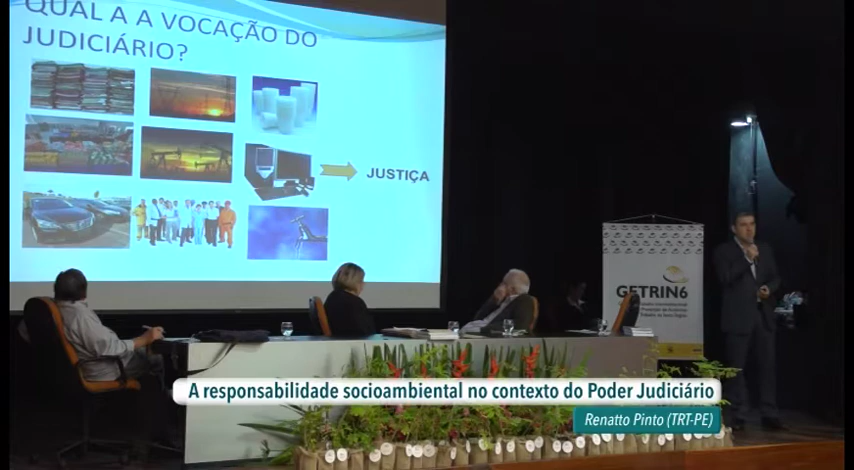 QUAL A A VOCAÇÃO DO
JUDICIÁRIO?
JUSTIÇA
GETRIN6
A responsabilidade socioambiental no contexto do Poder Judiciário
Renatto Pinto (TRT-PE)